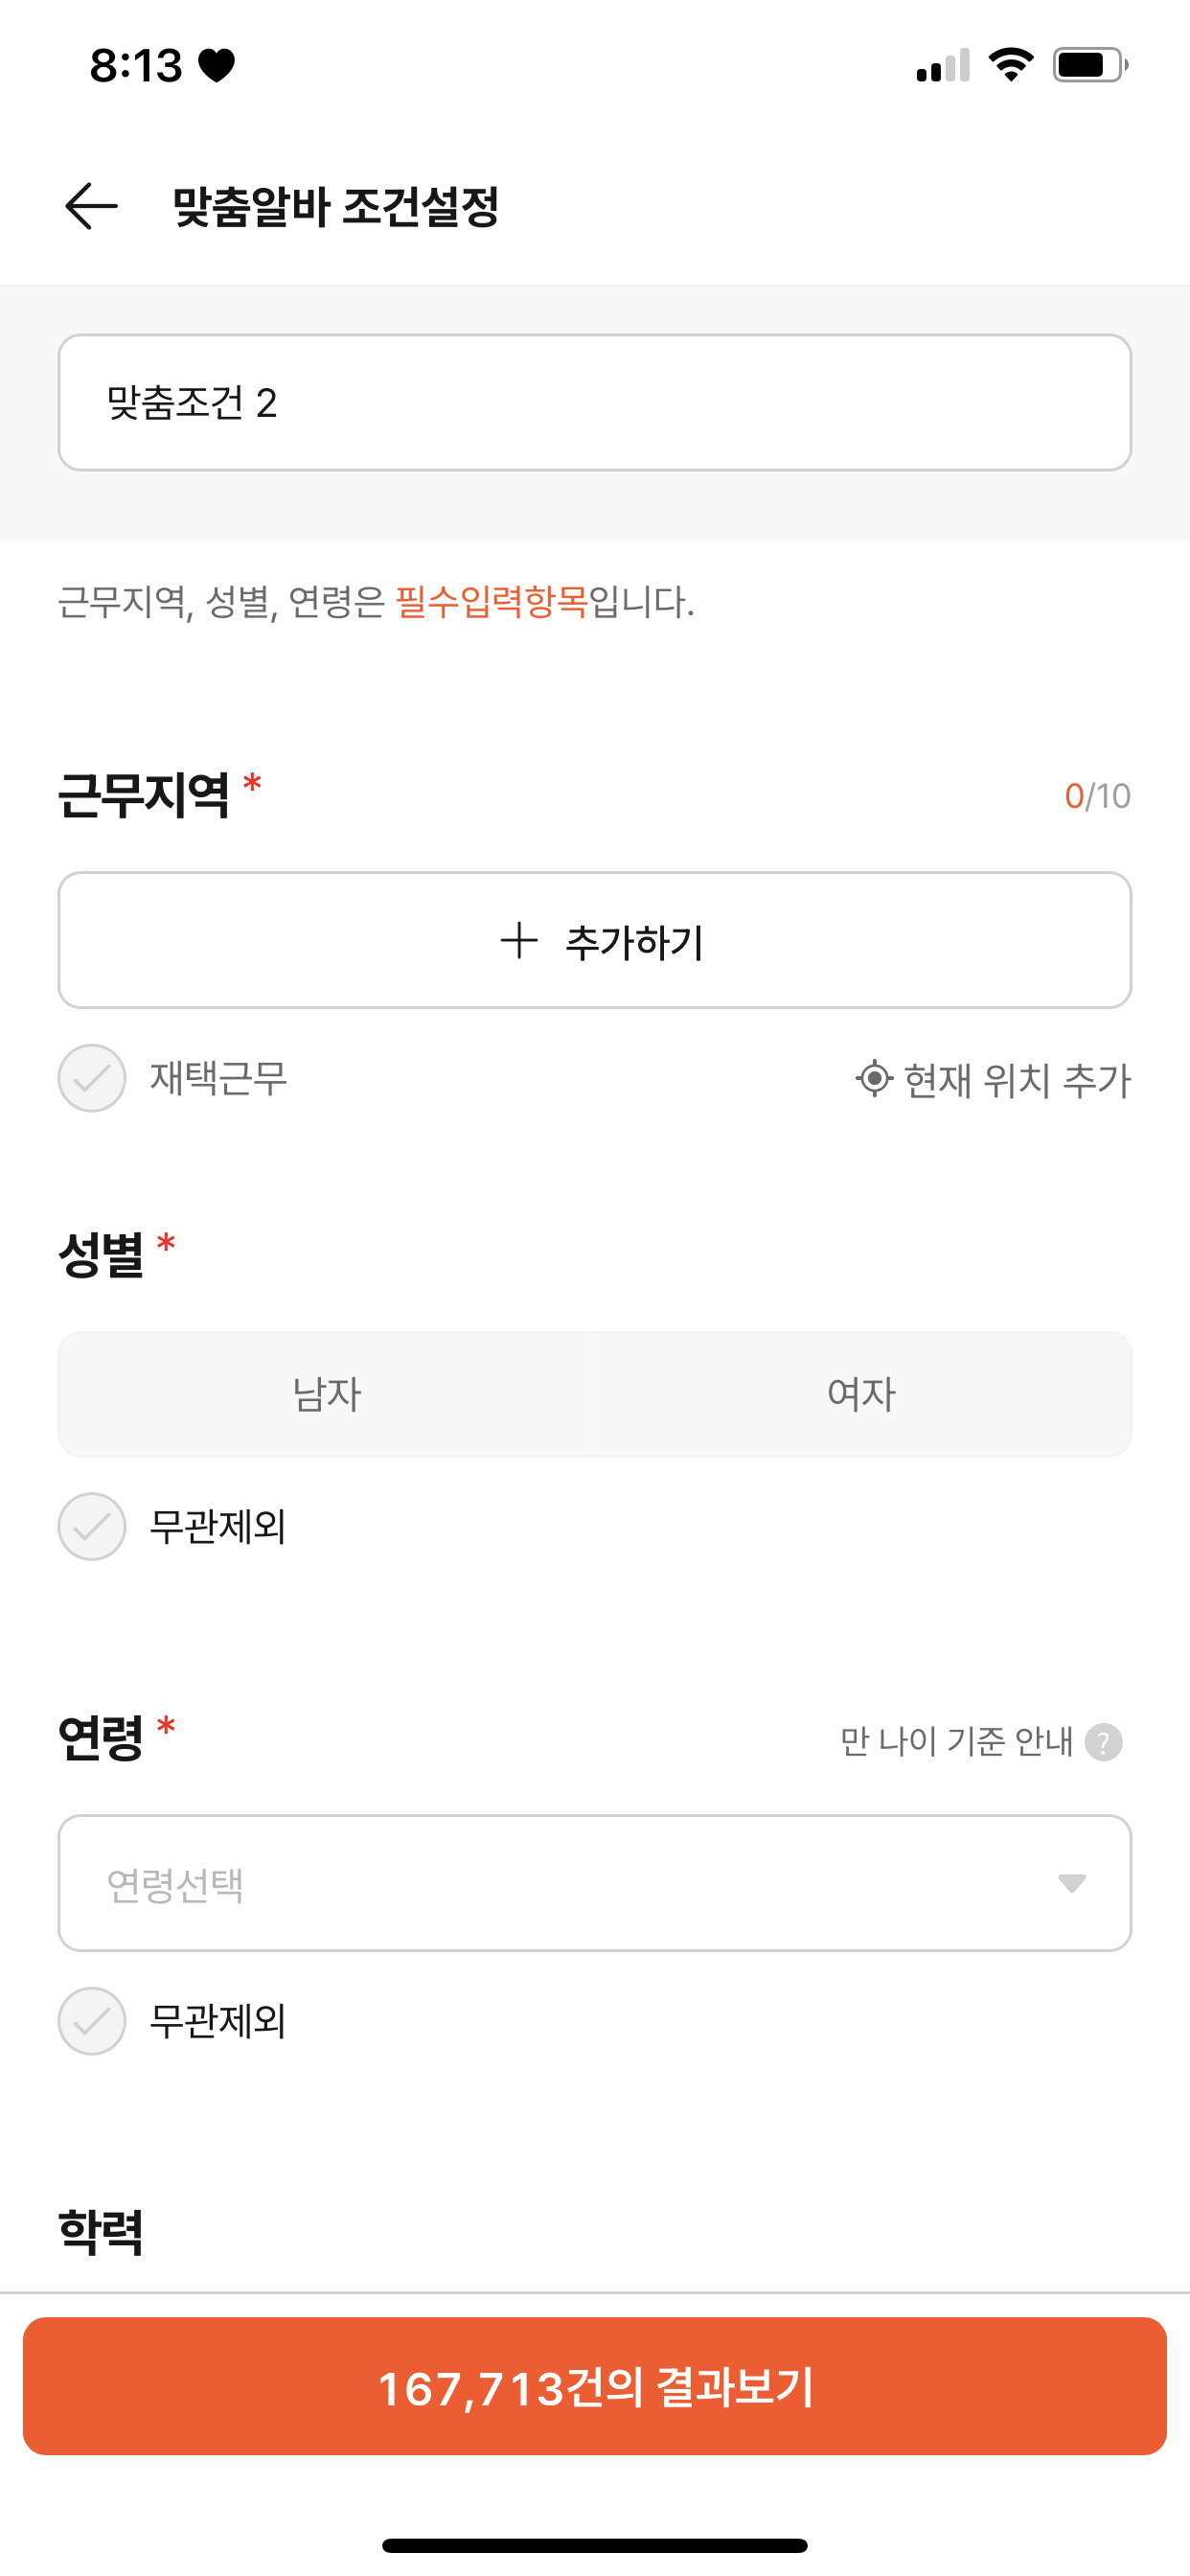 8:13
맞춤알바 조건설정
맞춤조건 2
근무지역, 성별, 연령은 필수입력항목입니다.
근무지역 *
0/10
추가하기
재택근무
현재 위치 추가
성별 *
남자
여자
무관제외
연령 *
만 나이 기준 안내 ?
연령선택
무관제외
학력
167,713건의 결과보기